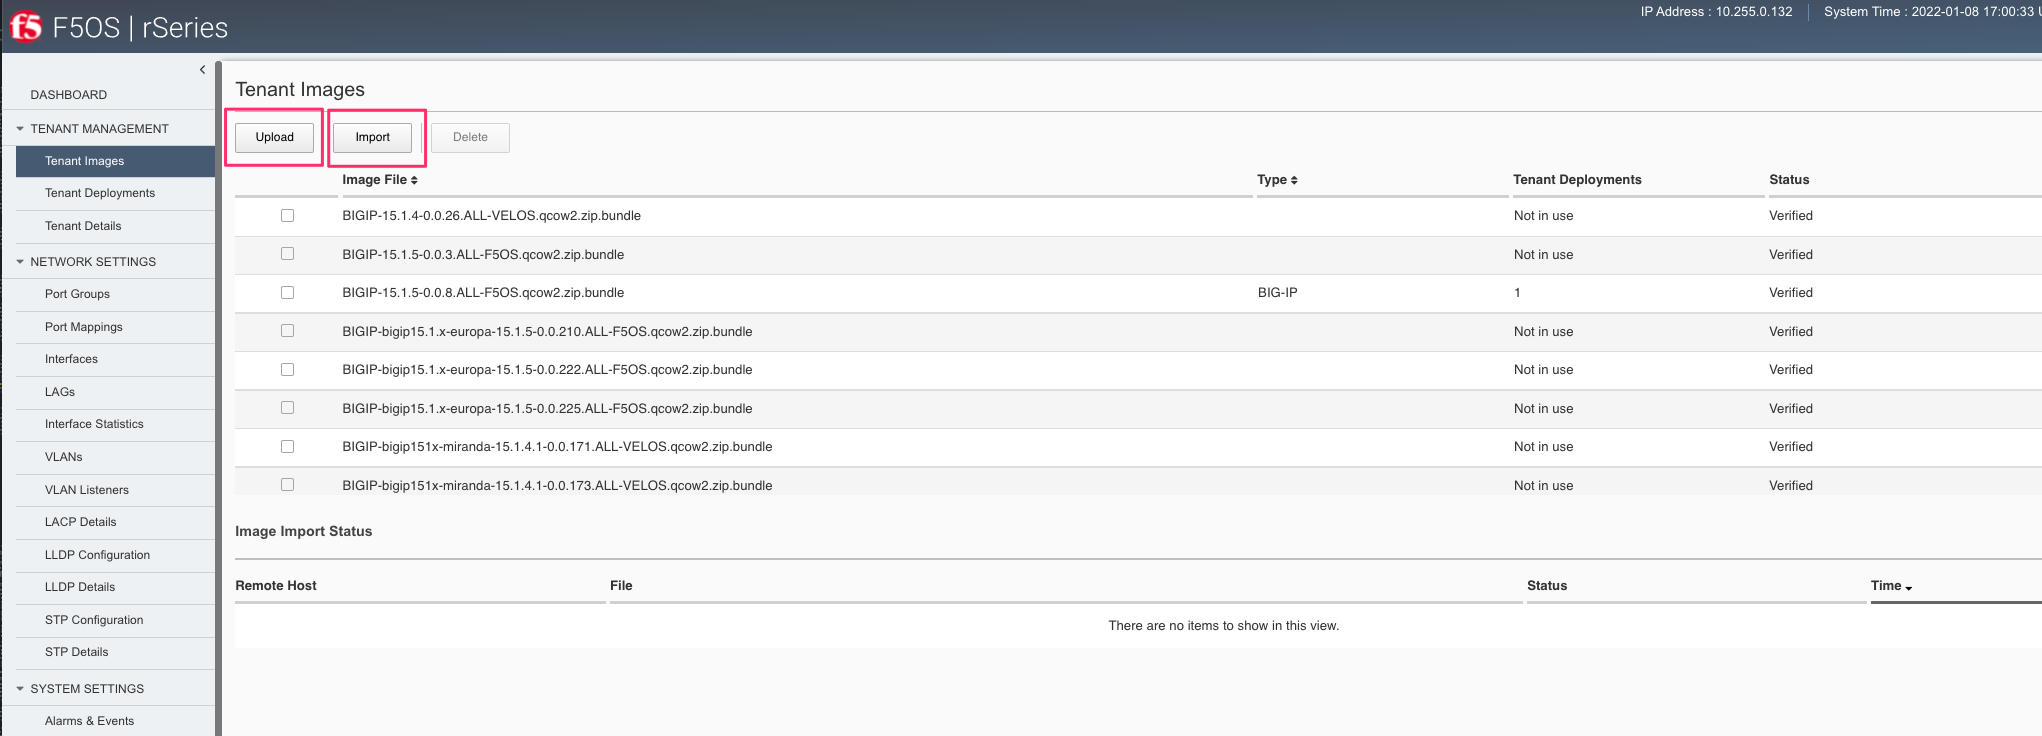 f5 F5OS | rSeries
IP Address : 10.255.0.132 System Time : 2022-01-08 17:00:33
DASHBOARD
TENANT MANAGEMENT
Tenant Images
Tenant Deployments
Tenant Details
NETWORK SETTINGS
Port Groups
Port Mappings
Interfaces
LAGs
Interface Statistics
VLANs
VLAN Listeners
LACP Details
LLDP Configuration
LLDP Details
STP Configuration
STP Details
SYSTEM SETTINGS
Alarms & Events
Tenant Images
Upload Import Delete
Image File Type Tenant Deployments Status
BIGIP-15.1.4-0.0.26.ALL-VELOS.qcow2.zip.bundle Not in use Verified
BIGIP-15.1.5-0.0.3.ALL-F5OS.qcow2.zip.bundle Not in use Verified
BIGIP-15.1.5-0.0.8.ALL-F5OS.qcow2.zip.bundle BIG-IP 1 Verified
BIGIP-bigip15.1.x-europa-15.1.5-0.0.210.ALL-F5OS.qcow2.zip.bundle Not in use Verified
BIGIP-bigip15.1.x-europa-15.1.5-0.0.222.ALL-F5OS.qcow2.zip.bundle Not in use Verified
BIGIP-bigip15.1.x-europa-15.1.5-0.0.225.ALL-F5OS.qcow2.zip.bundle Not in use Verified
BIGIP-bigip151x-miranda-15.1.4.1-0.0.171.ALL-VELOS.qcow2.zip.bundle Not in use Verified
BIGIP-bigip151x-miranda-15.1.4.1-0.0.173.ALL-VELOS.qcow2.zip.bundle Not in use Verified
Image Import Status
Remote Host File Status Time
There are no items to show in this view.